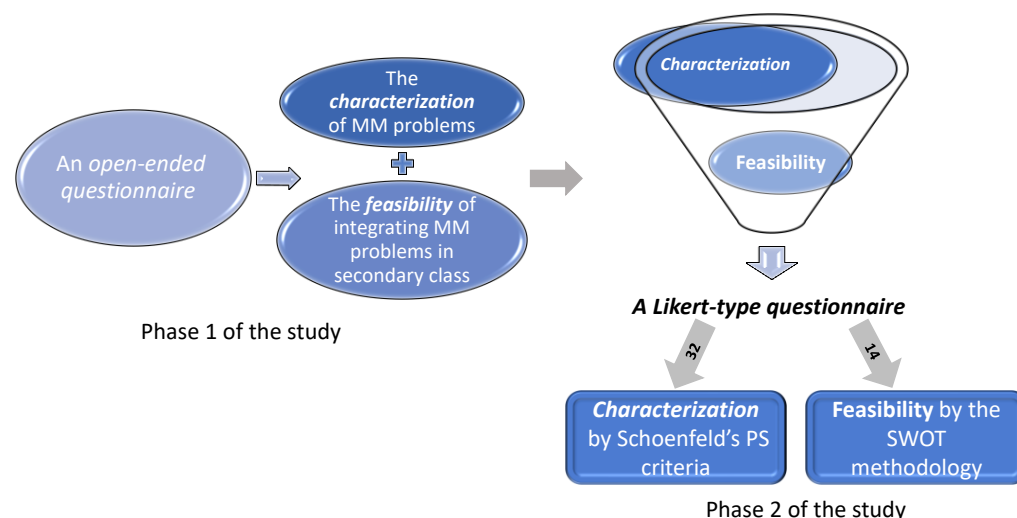 An open-ended
questionnaire
The
characterization
of MM problems
The feasibility of
integrating MM
problems in
secondary class
Phase 1 of the study
Characterization
Feasibility
A Likert-type questionnaire
32
14
Characterization
by Schoenfeld's PS
criteria
Feasibility by the
SWOT
methodology
Phase 2 of the study